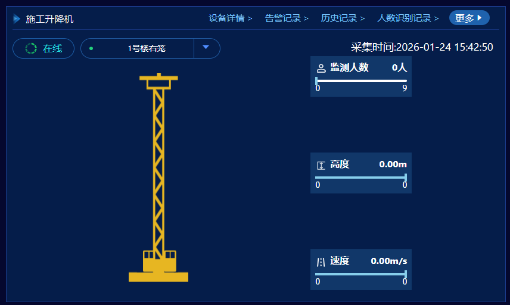 施工升降机 设备详情 > 告警记录 > 历史记录 > 人数识别记录 > 更多
在线 1号楼右笼 采集时间:2026-01-24 15:42:50
监测人数 0人
0 9
高度 0.00m
0 0
速度 0.00m/s
0 0